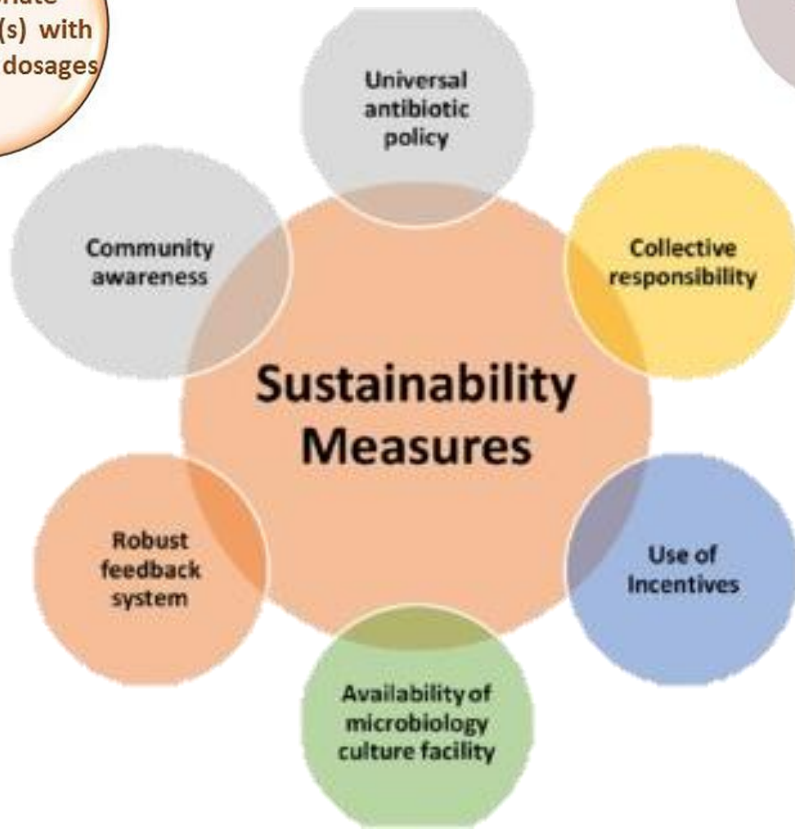 (s) with
dosages
Universal
antibiotic
policy
Community
awareness
Collective
responsibility
Sustainability
Measures
Robust
feedback
system
Use of
Incentives
Availability of
microbiology
culture facility